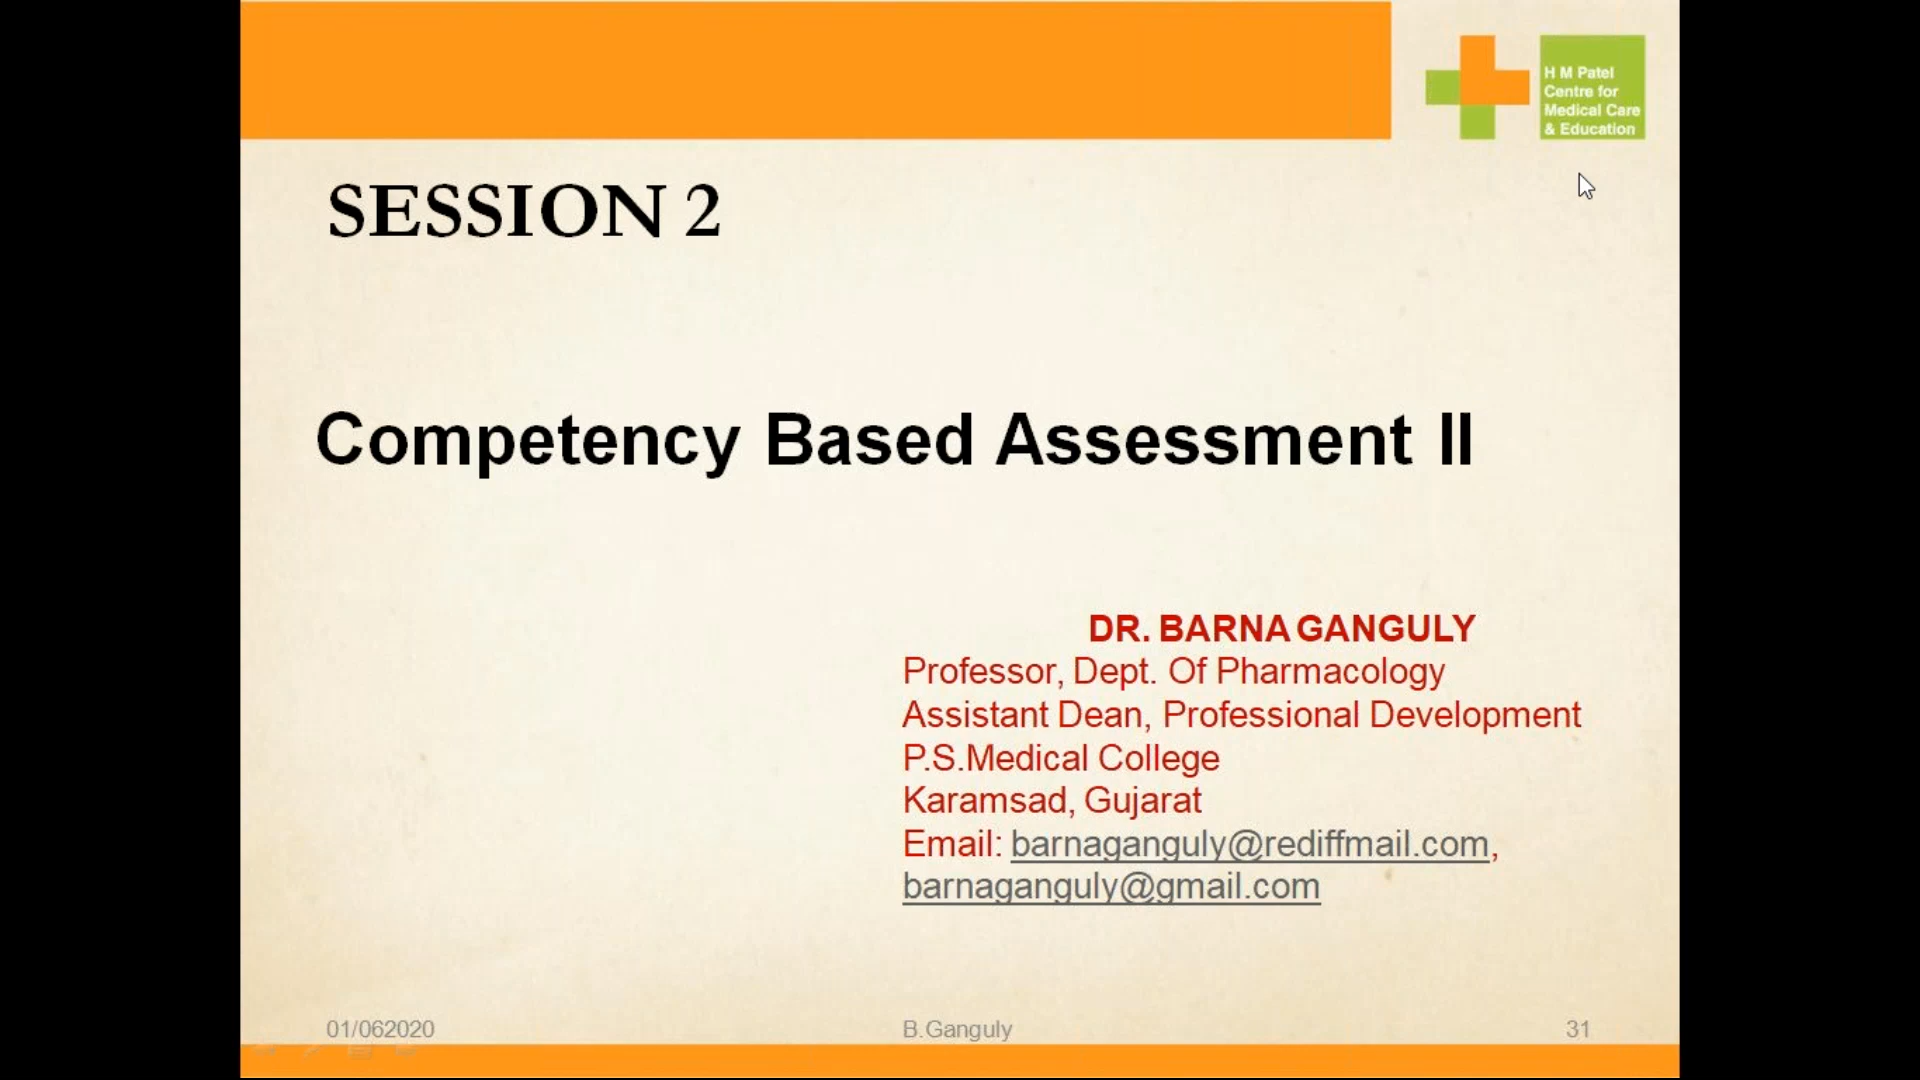 H M Patel
Centre for
Medical Care
& Education
SESSION 2
Competency Based Assessment II
DR. BARNA GANGULY
Professor, Dept. Of Pharmacology
Assistant Dean, Professional Development
P.S.Medical College
Karamsad, Gujarat
Email: barnaganguly@rediffmail.com,
barnaganguly@gmail.com
01/062020 B.Ganguly 31